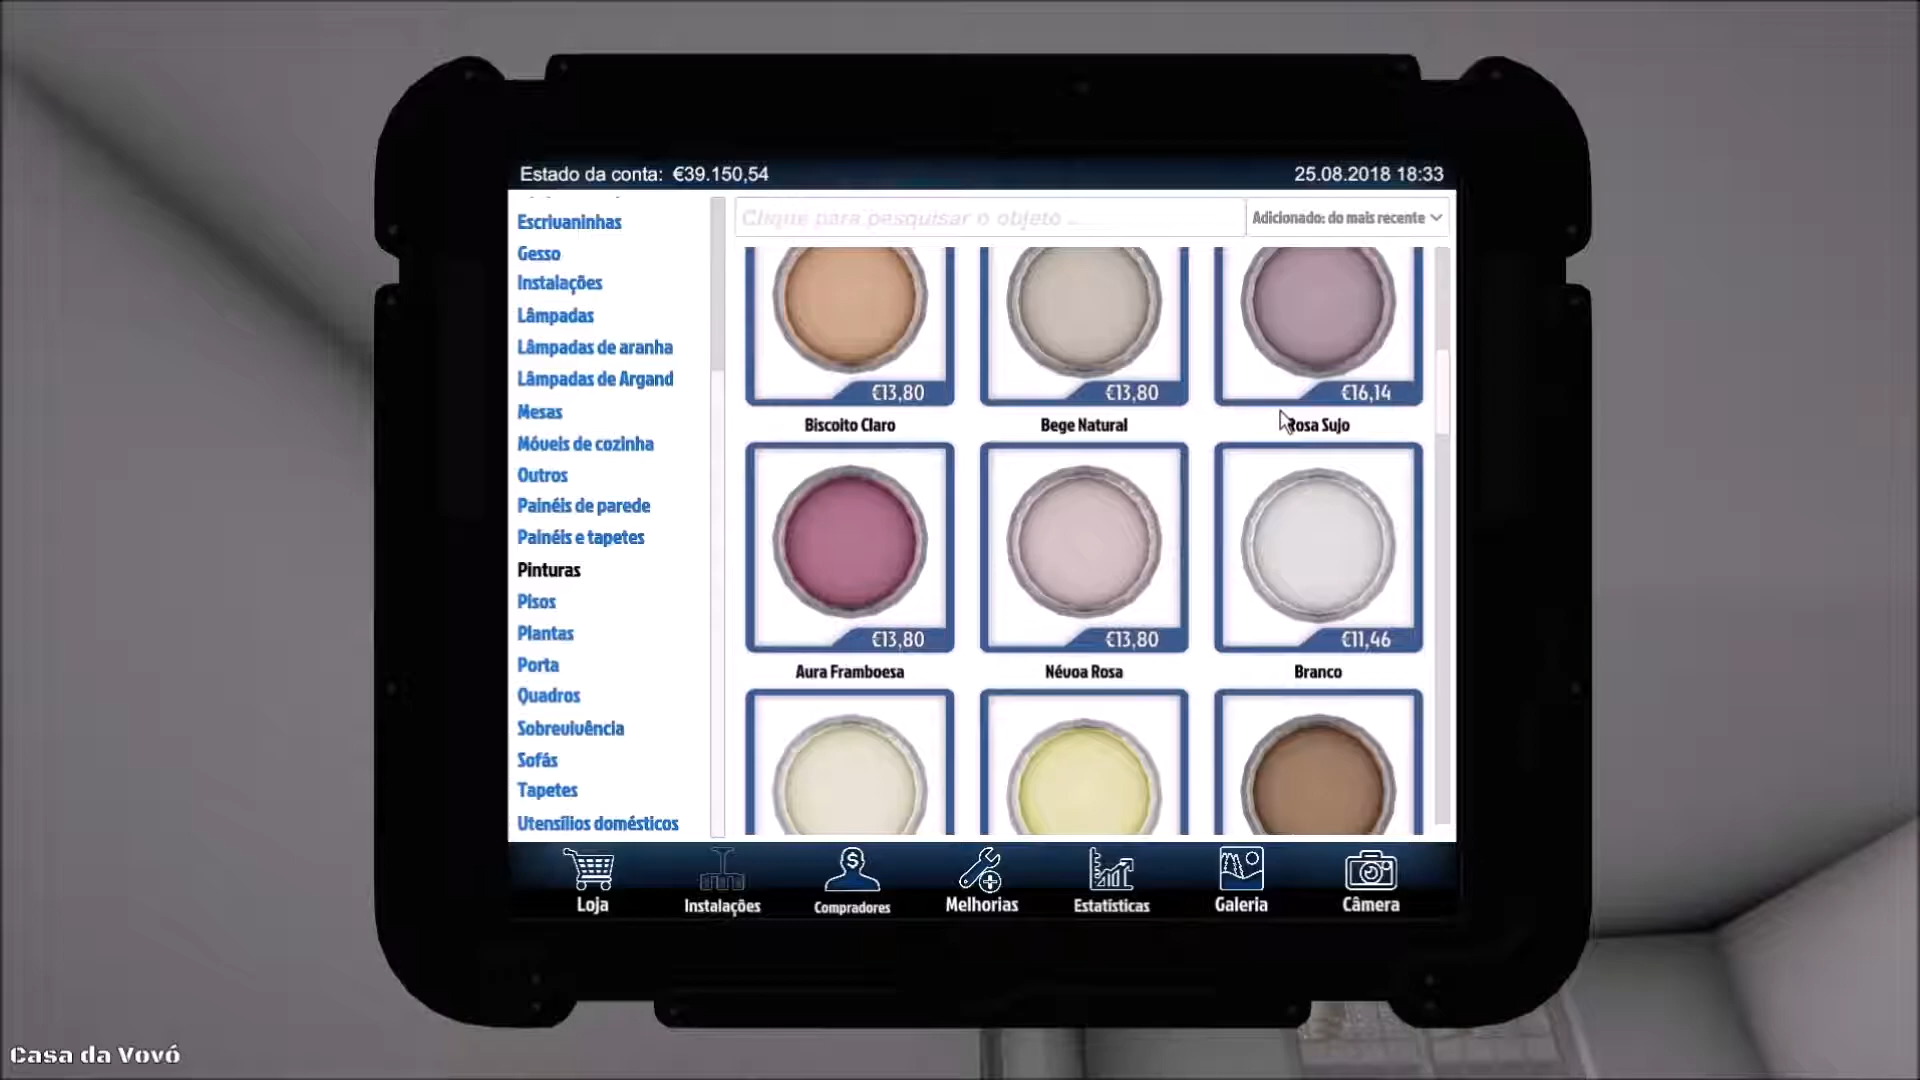 Estado da conta: €39.150,54
25.08.2018 18:33
Escrivaninhas
Gesso
Instalações
Lâmpadas
Lâmpadas de aranha
Lâmpadas de Argand
Mesas
Móveis de cozinha
Outros
Painéis de parede
Painéis e tapetes
Pinturas
Pisos
Plantas
Porta
Quadros
Sobrevivência
Sofás
Tapetes
Utensílios domésticos
Clique para pesquisar o objeto ...
Adicionado: do mais recente
€13,80
€13,80
€16,14
Biscoito Claro
Bege Natural
Rosa Sujo
€13,80
€13,80
€11,46
Aura Framboesa
Névoa Rosa
Branco
Loja
Instalações
Compradores
Melhorias
Estatísticas
Galeria
Câmera
Casa da Vovó